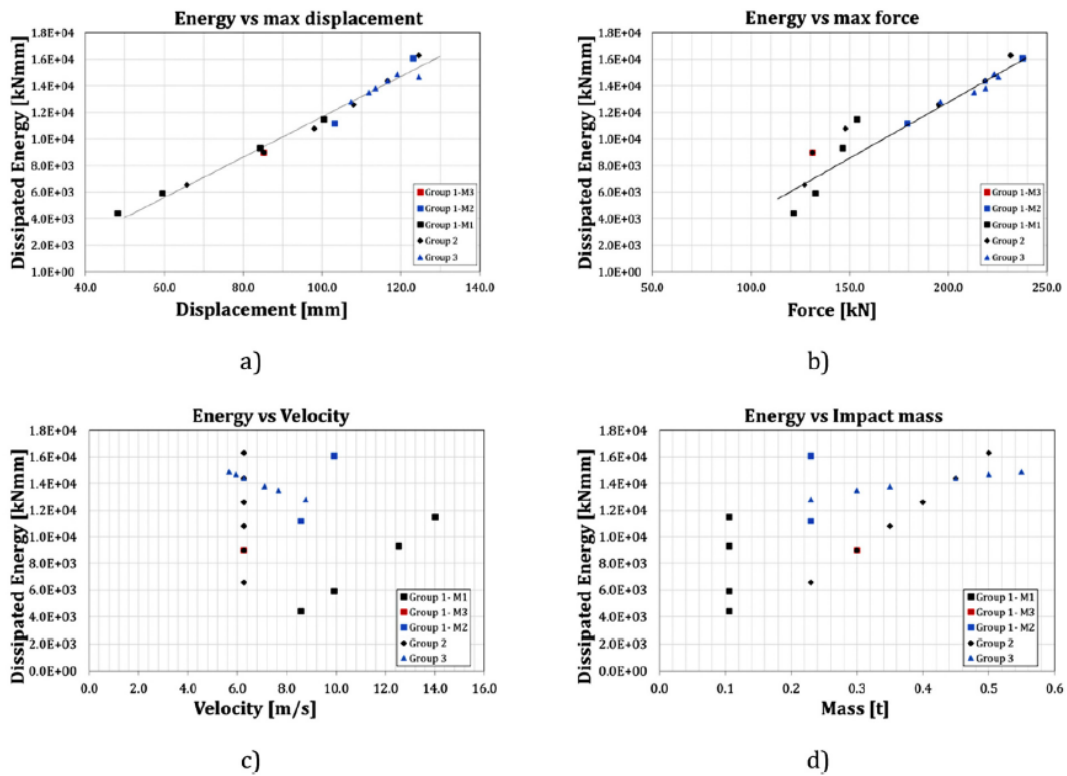 Energy vs max displacement
Dissipated Energy [kNmm]
1.8E+04
1.6E+04
1.4E+04
1.2E+04
1.0E+04
8.0E+03
6.0E+03
4.0E+03
2.0E+03
1.0E+00
40.0 60.0 80.0 100.0 120.0 140.0
Displacement [mm]
Group 1-M3
Group 1-M2
Group 1-M1
Group 2
Group 3
a)
Energy vs max force
Dissipated Energy [kNmm]
1.8E+04
1.6E+04
1.4E+04
1.2E+04
1.0E+04
8.0E+03
6.0E+03
4.0E+03
2.0E+03
1.0E+00
50.0 100.0 150.0 200.0 250.0
Force [kN]
Group 1-M3
Group 1-M2
Group 1-M1
Group 2
Group 3
b)
Energy vs Velocity
Dissipated Energy [kNmm]
1.8E+04
1.6E+04
1.4E+04
1.2E+04
1.0E+04
8.0E+03
6.0E+03
4.0E+03
2.0E+03
0.0E+00
0.0 2.0 4.0 6.0 8.0 10.0 12.0 14.0 16.0
Velocity [m/s]
Group 1- M1
Group 1- M3
Group 1- M2
Group 2
Group 3
c)
Energy vs Impact mass
Dissipated Energy [kNmm]
1.8E+04
1.6E+04
1.4E+04
1.2E+04
1.0E+04
8.0E+03
6.0E+03
4.0E+03
2.0E+03
0.0E+00
0.0 0.1 0.2 0.3 0.4 0.5 0.6
Mass [t]
Group 1- M1
Group 1- M3
Group 1- M2
Group 2
Group 3
d)